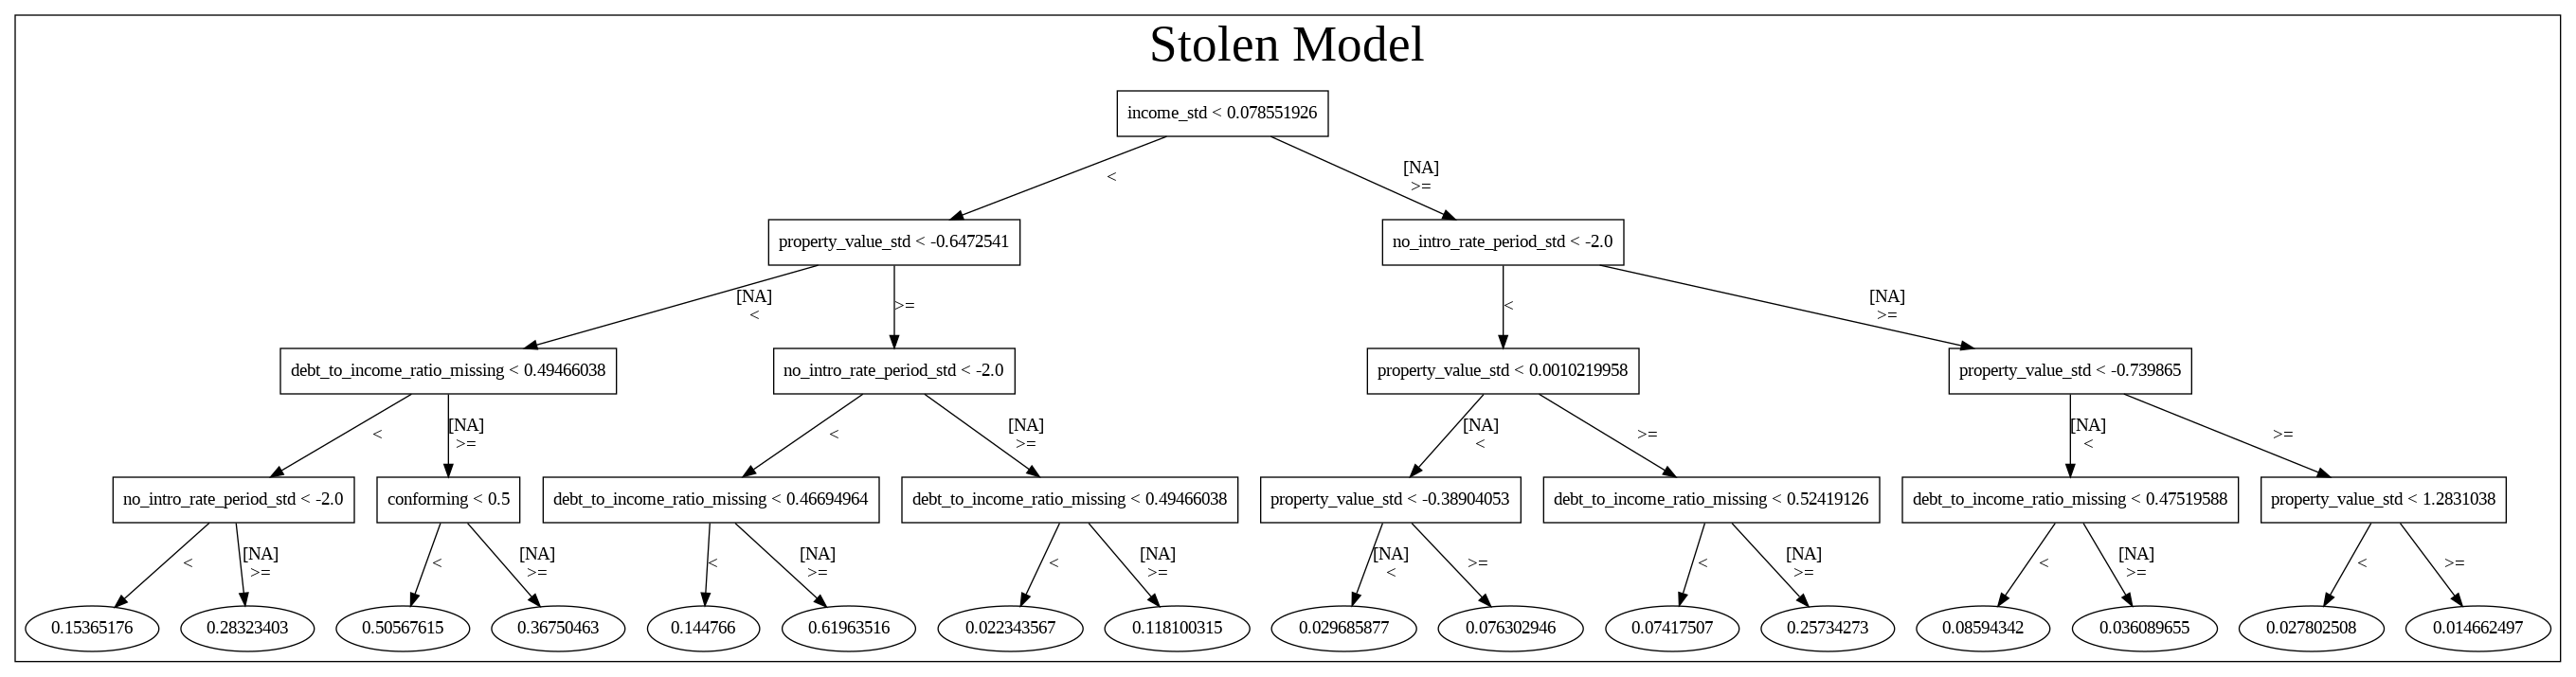 Stolen Model
income_std < 0.078551926
<
[NA]
>=
property_value_std < -0.6472541
no_intro_rate_period_std < -2.0
[NA]
<
>=
<
[NA]
>=
debt_to_income_ratio_missing < 0.49466038
no_intro_rate_period_std < -2.0
property_value_std < 0.0010219958
property_value_std < -0.739865
<
[NA]
>=
<
[NA]
>=
[NA]
<
>=
[NA]
<
>=
no_intro_rate_period_std < -2.0
conforming < 0.5
debt_to_income_ratio_missing < 0.46694964
debt_to_income_ratio_missing < 0.49466038
property_value_std < -0.38904053
debt_to_income_ratio_missing < 0.52419126
debt_to_income_ratio_missing < 0.47519588
property_value_std < 1.2831038
<
[NA]
>=
<
[NA]
>=
<
[NA]
>=
<
[NA]
>=
[NA]
<
>=
<
[NA]
>=
<
[NA]
>=
<
>=
0.15365176
0.28323403
0.50567615
0.36750463
0.144766
0.61963516
0.022343567
0.118100315
0.029685877
0.076302946
0.07417507
0.25734273
0.08594342
0.036089655
0.027802508
0.014662497